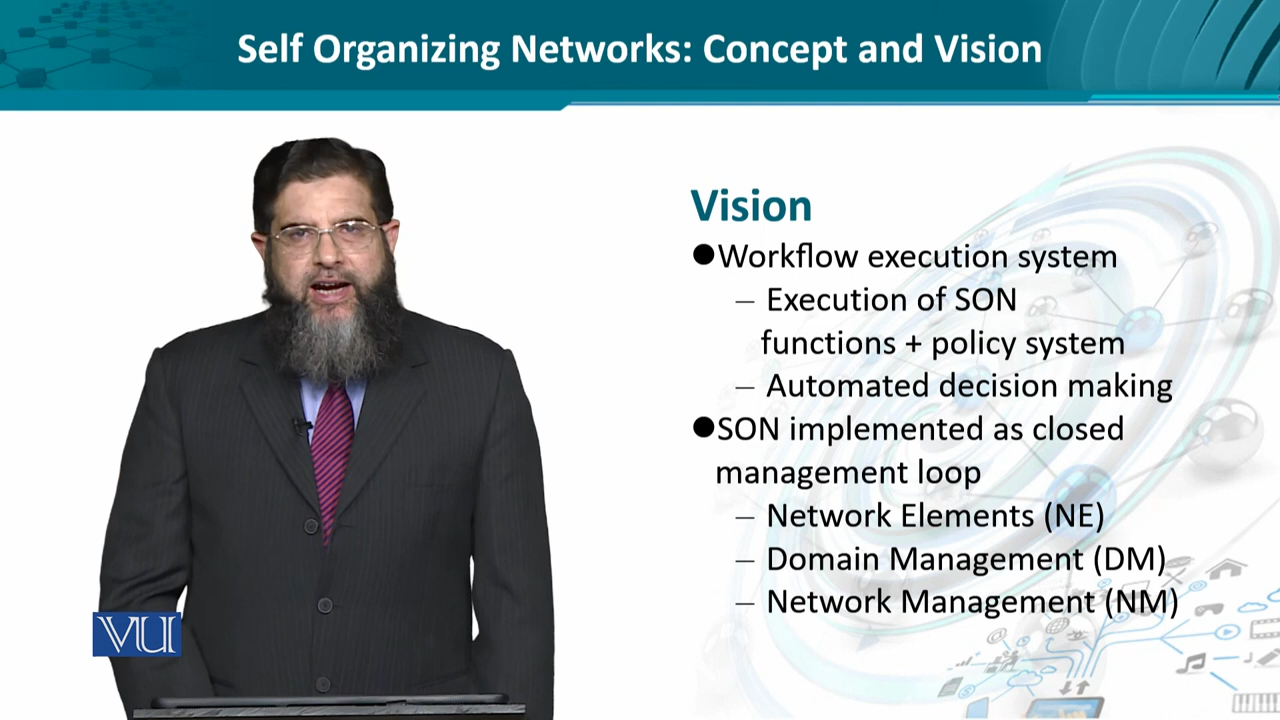 Self Organizing Networks: Concept and Vision
Vision
●Workflow execution system
– Execution of SON
functions + policy system
– Automated decision making
●SON implemented as closed
management loop
– Network Elements (NE)
– Domain Management (DM)
– Network Management (NM)
VU